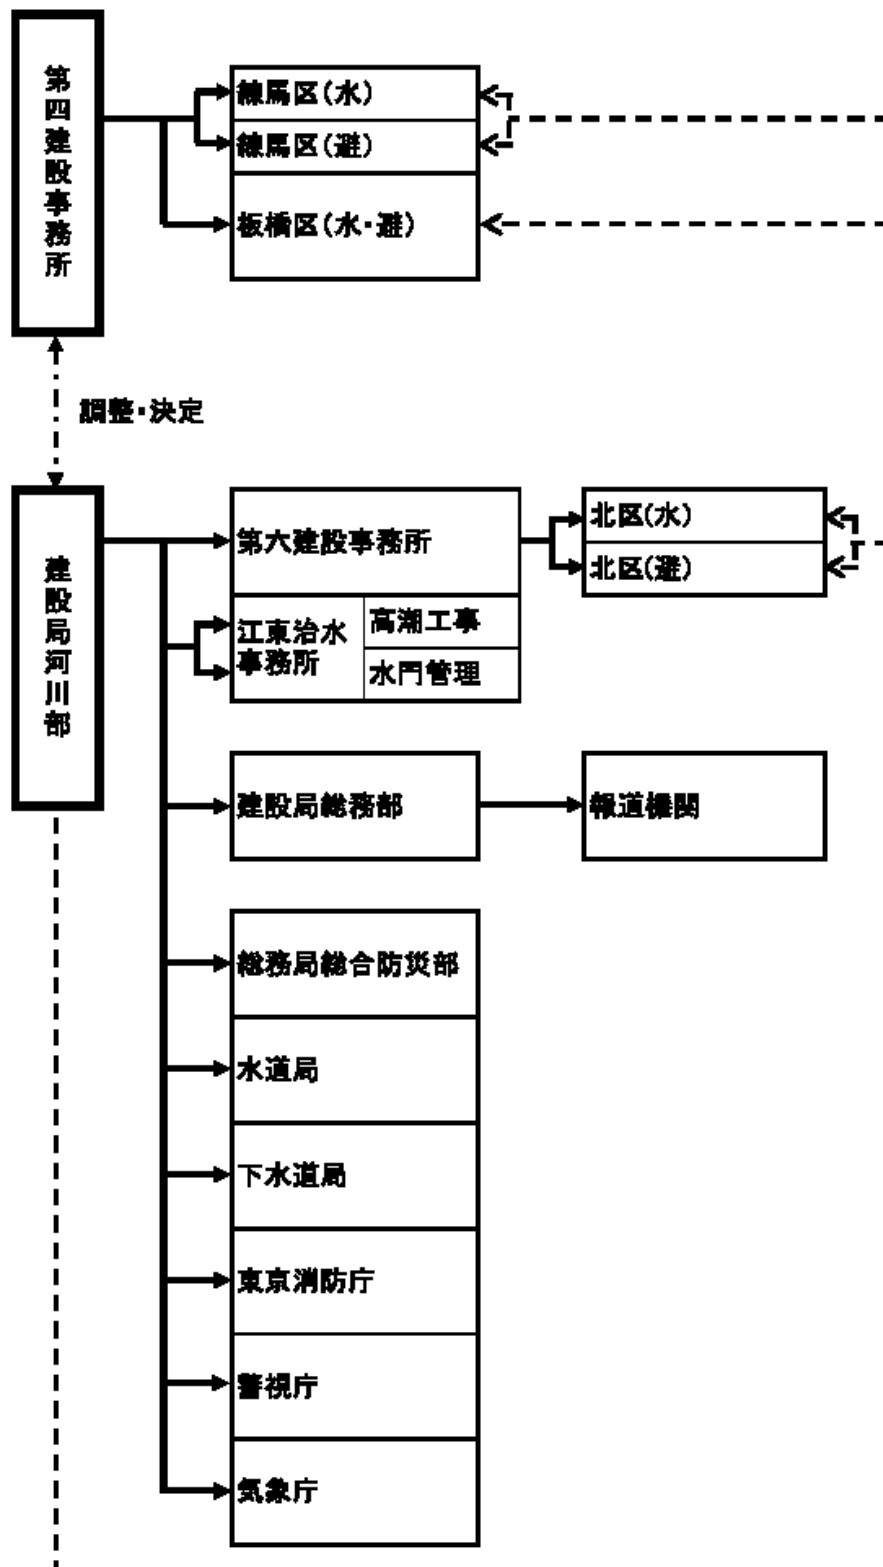 第四建設事務所
練馬区(水)
練馬区(避)
板橋区(水・避)
調整・決定
建設局河川部
第六建設事務所
北区(水)
北区(避)
江東治水
事務所
高潮工事
水門管理
建設局総務部
報道機関
総務局総合防災部
水道局
下水道局
東京消防庁
警視庁
気象庁